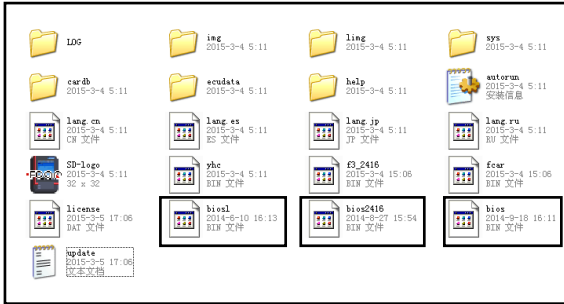 LOG
img
2015-3-4 5:11
ling
2015-3-4 5:11
sys
2015-3-4 5:11
cardb
2015-3-4 5:11
ecudata
2015-3-4 5:11
help
2015-3-4 5:11
autorun
2015-3-4 5:11
安装信息
lang.cn
2015-3-4 5:11
CN 文件
lang.es
2015-3-4 5:11
ES 文件
lang.jp
2015-3-4 5:11
JP 文件
lang.ru
2015-3-4 5:11
RU 文件
SD-logo
2015-3-4 5:11
32 x 32
yhc
2015-3-4 5:11
BIN 文件
f3_2416
2015-3-4 15:06
BIN 文件
fcar
2015-3-4 15:06
BIN 文件
license
2015-3-5 17:06
DAT 文件
biosl
2014-6-10 16:13
BIN 文件
bios2416
2014-8-27 15:54
BIN 文件
bios
2014-9-18 16:11
BIN 文件
update
2015-3-5 17:06
文本文档